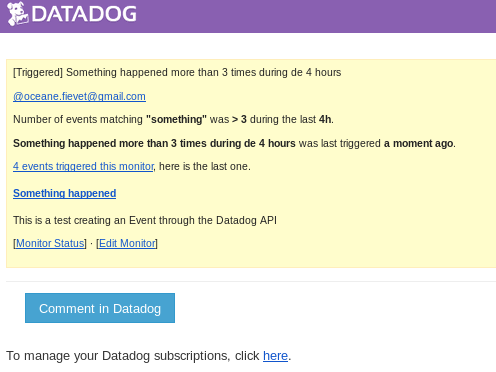 DATADOG
[Triggered] Something happened more than 3 times during de 4 hours
@oceane.fievet@gmail.com
Number of events matching "something" was > 3 during the last 4h.
Something happened more than 3 times during de 4 hours was last triggered a moment ago.
4 events triggered this monitor, here is the last one.
Something happened
This is a test creating an Event through the Datadog API
[Monitor Status] · [Edit Monitor]
Comment in Datadog
To manage your Datadog subscriptions, click here.